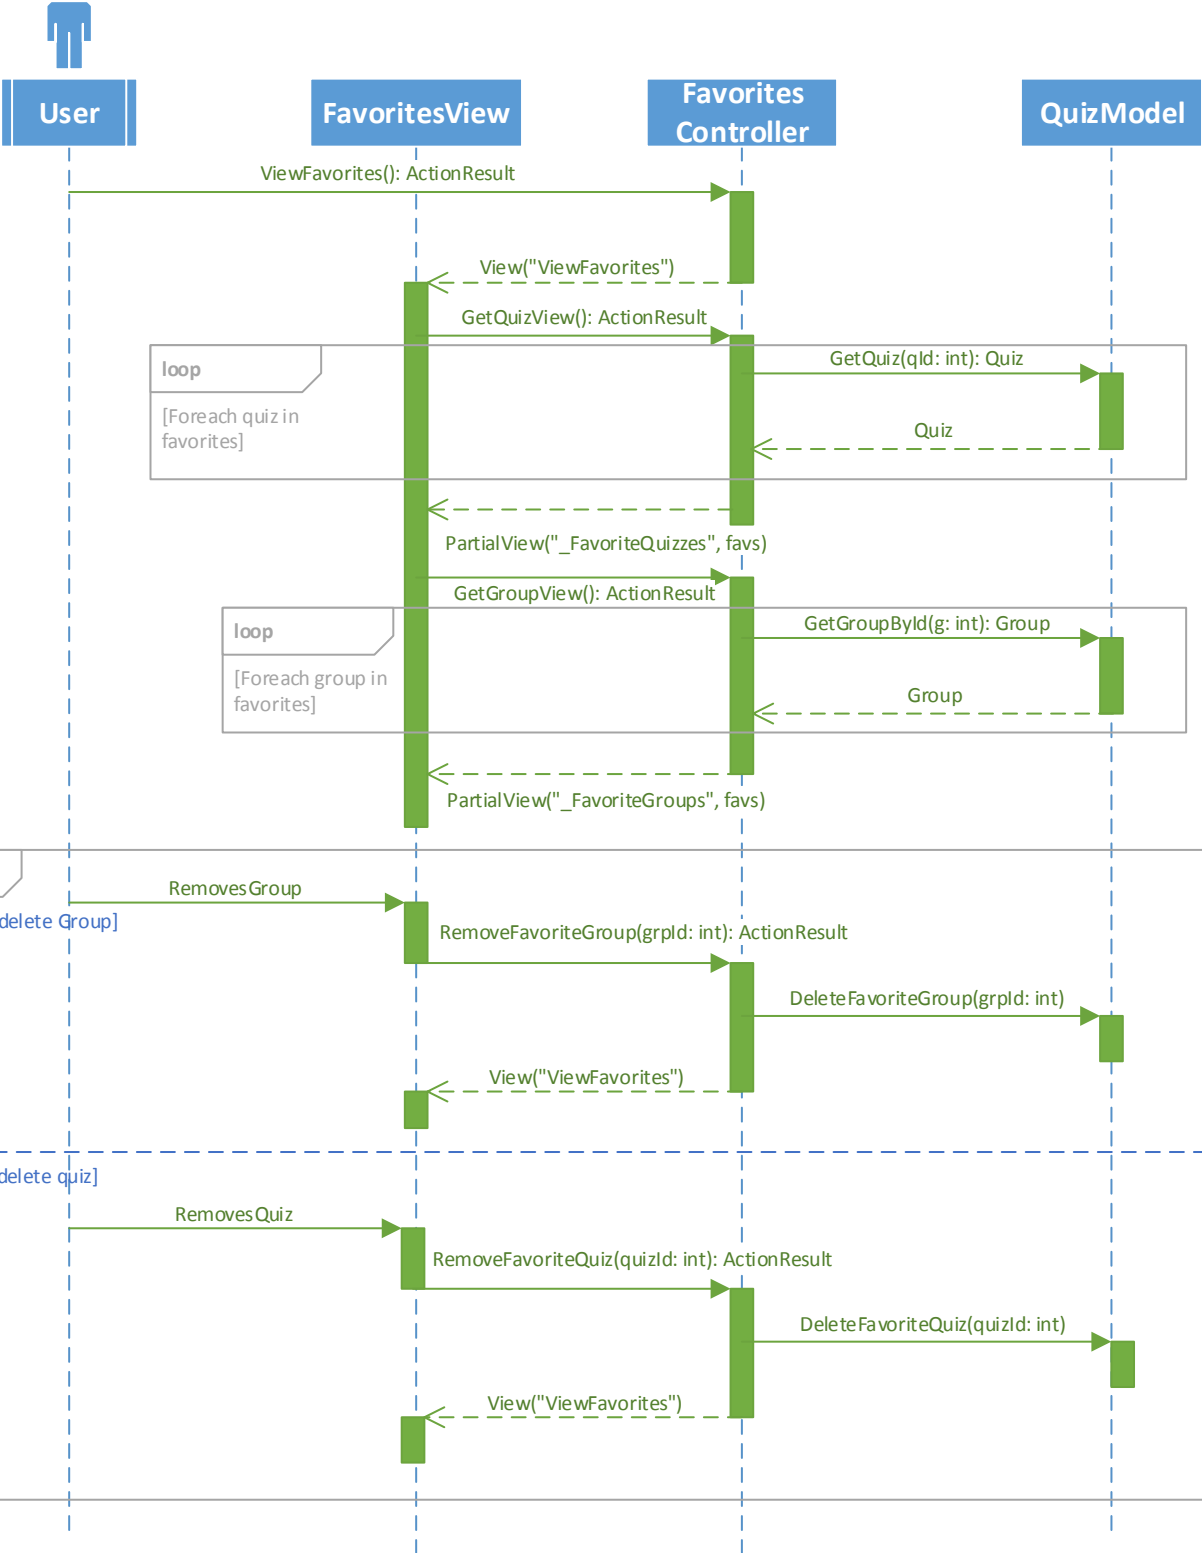 User
FavoritesView
Favorites
Controller
QuizModel
ViewFavorites(): ActionResult
View("ViewFavorites")
GetQuizView(): ActionResult
loop
[Foreach quiz in
favorites]
GetQuiz(qId: int): Quiz
Quiz
PartialView("_FavoriteQuizzes", favs)
GetGroupView(): ActionResult
loop
[Foreach group in
favorites]
GetGroupById(g: int): Group
Group
PartialView("_FavoriteGroups", favs)
RemovesGroup
delete Group]
RemoveFavoriteGroup(grpId: int): ActionResult
DeleteFavoriteGroup(grpId: int)
View("ViewFavorites")
delete quiz]
RemovesQuiz
RemoveFavoriteQuiz(quizId: int): ActionResult
DeleteFavoriteQuiz(quizId: int)
View("ViewFavorites")